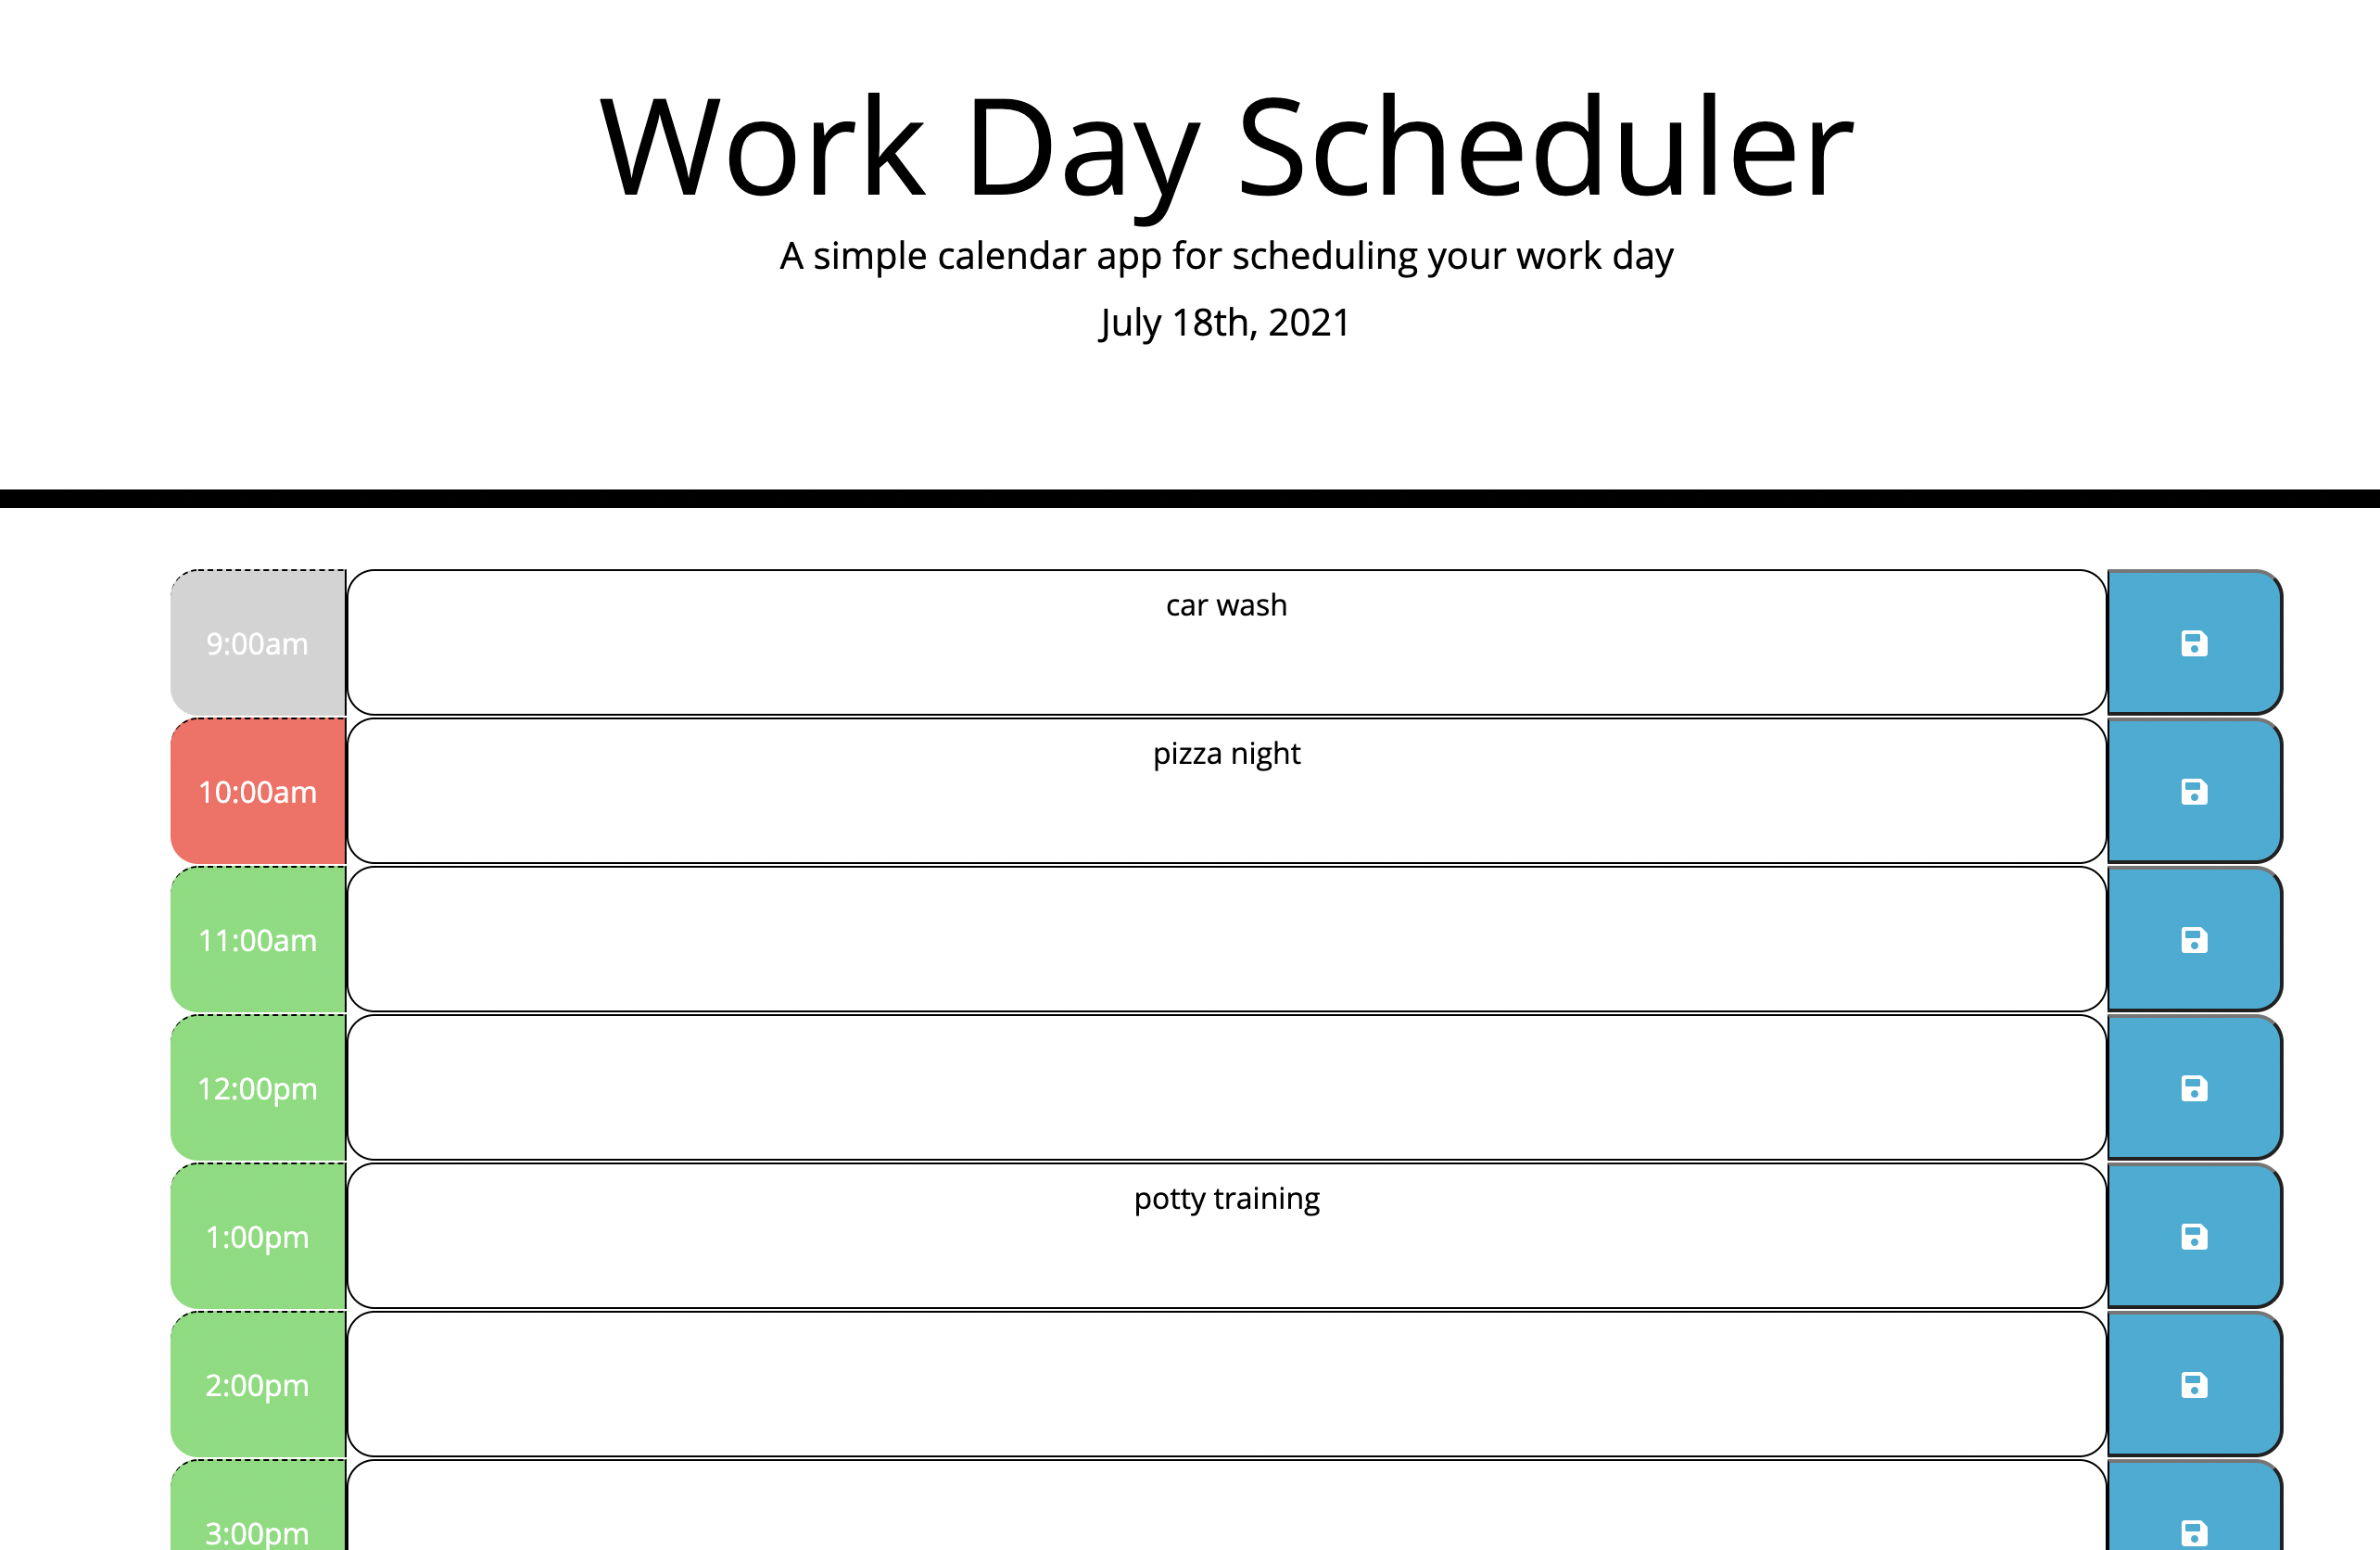 Work Day Scheduler
A simple calendar app for scheduling your work day
July 18th, 2021
9:00am
car wash
10:00am
pizza night
11:00am
12:00pm
1:00pm
potty training
2:00pm
3:00pm